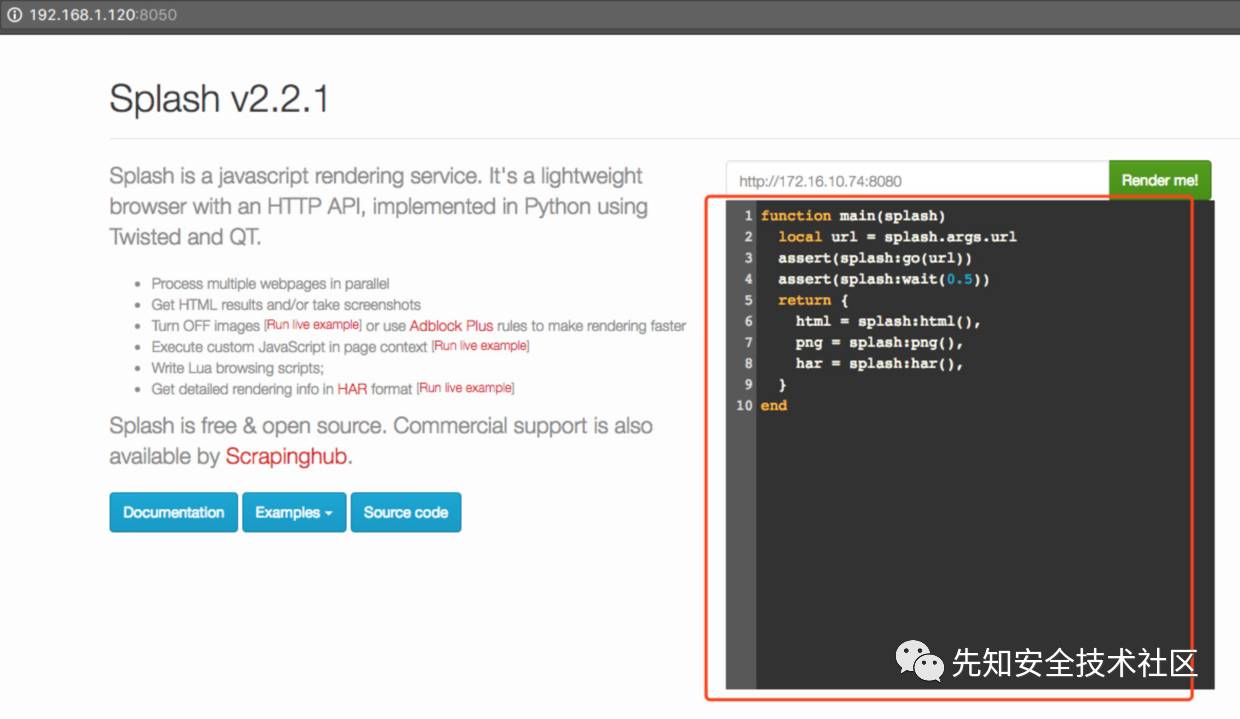 192.168.1.120:8050
Splash v2.2.1
Splash is a javascript rendering service. It's a lightweight
browser with an HTTP API, implemented in Python using
Twisted and QT.
• Process multiple webpages in parallel
• Get HTML results and/or take screenshots
• Turn OFF images [Run live example] or use Adblock Plus rules to make rendering faster
• Execute custom JavaScript in page context [Run live example]
• Write Lua browsing scripts;
• Get detailed rendering info in HAR format [Run live example]
Splash is free & open source. Commercial support is also
available by Scrapinghub.
Documentation Examples Source code
http://172.16.10.74:8080 Render me!
1 function main(splash)
2   local url = splash.args.url
3   assert(splash:go(url))
4   assert(splash:wait(0.5))
5   return {
6     html = splash:html(),
7     png = splash:png(),
8     har = splash:har(),
9   }
10 end
先知安全技术社区